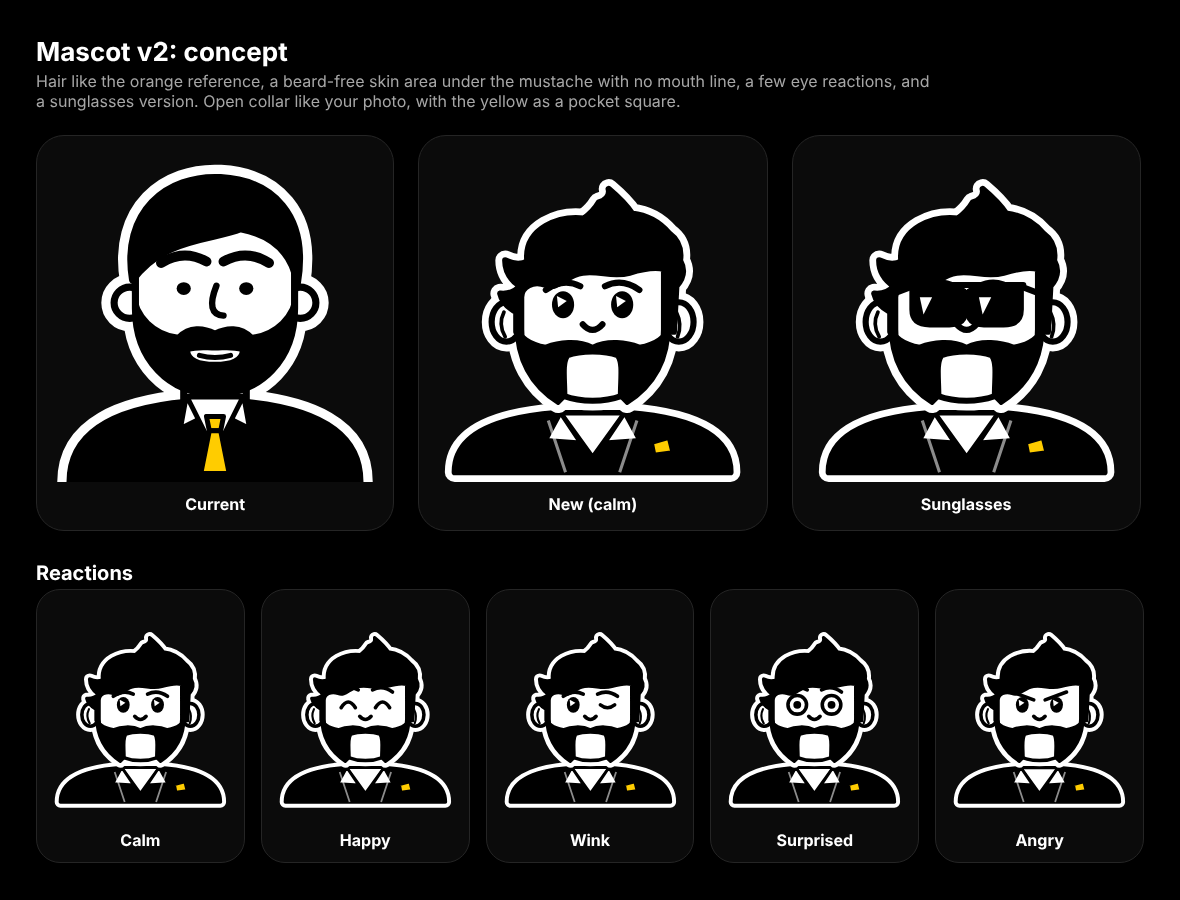 Mascot v2: concept
Hair like the orange reference, a beard-free skin area under the mustache with no mouth line, a few eye reactions, and
a sunglasses version. Open collar like your photo, with the yellow as a pocket square.
Current
New (calm)
Sunglasses
Reactions
Calm
Happy
Wink
Surprised
Angry